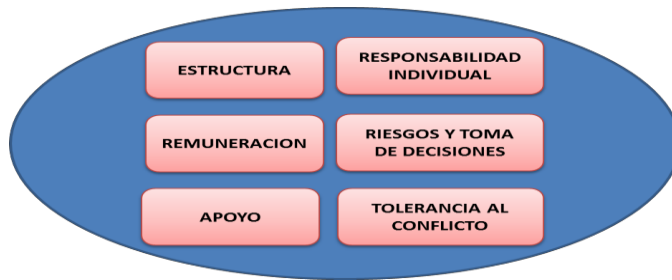 ESTRUCTURA
RESPONSABILIDAD
INDIVIDUAL
REMUNERACION
RIESGOS Y TOMA
DE DECISIONES
APOYO
TOLERANCIA AL
CONFLICTO